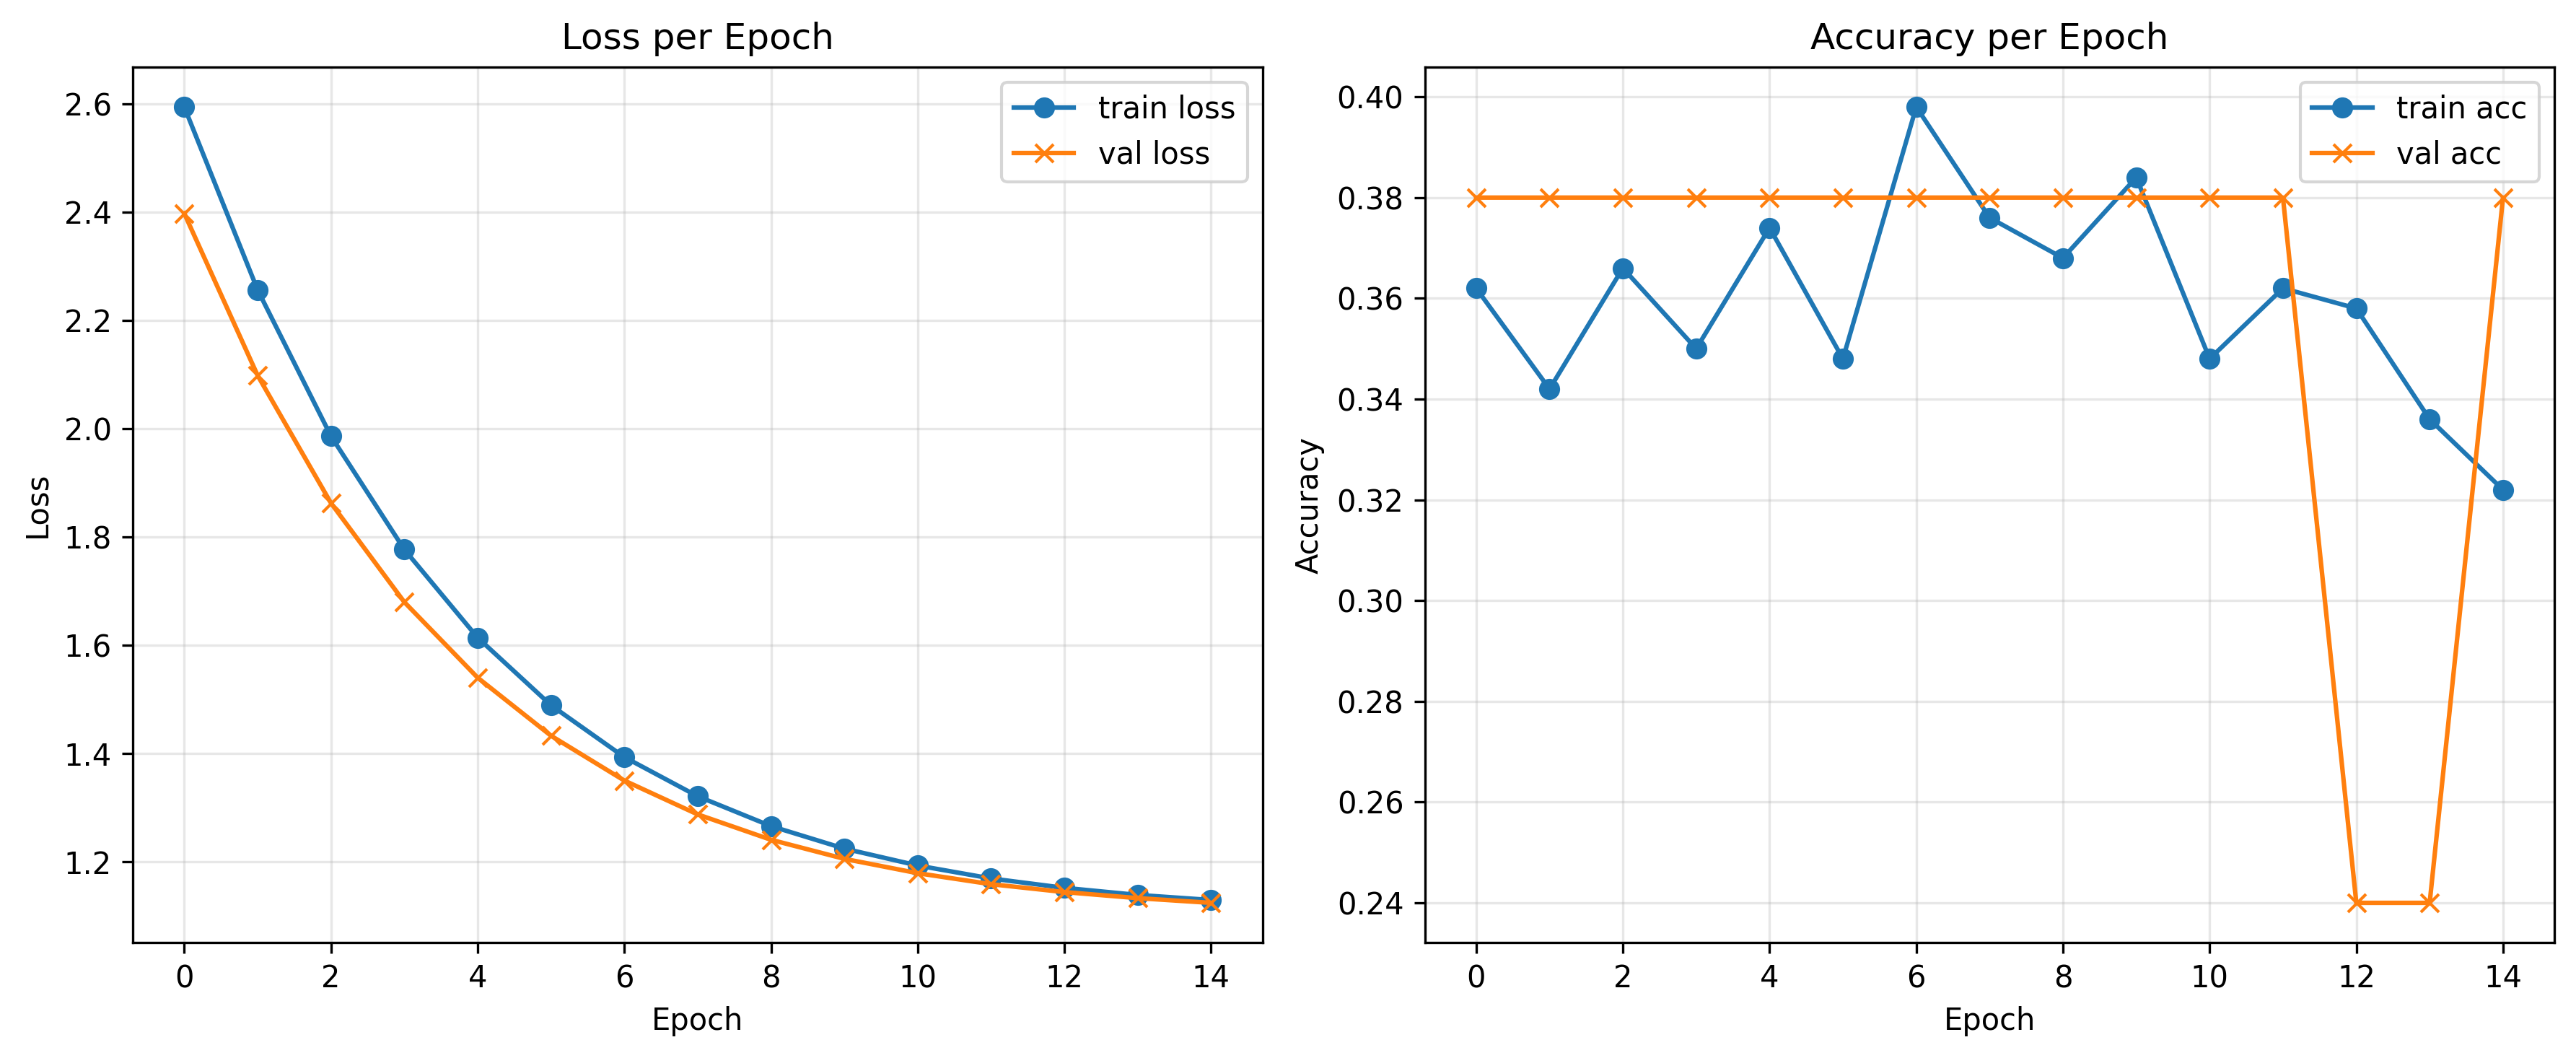 Loss per Epoch
2.6
2.4
2.2
2.0
1.8
1.6
1.4
1.2
Loss
0 2 4 6 8 10 12 14
Epoch
train loss
val loss
Accuracy per Epoch
0.40
0.38
0.36
0.34
0.32
0.30
0.28
0.26
0.24
Accuracy
0 2 4 6 8 10 12 14
Epoch
train acc
val acc